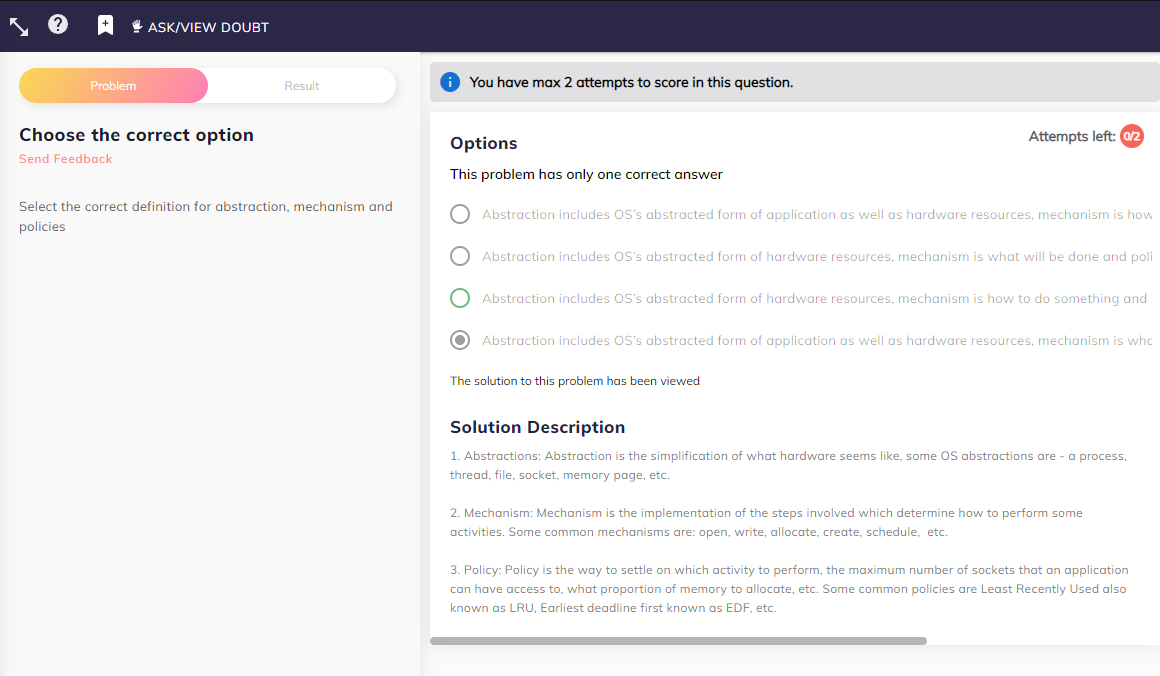 ASK/VIEW DOUBT
Problem
Result
Choose the correct option
Send Feedback
Select the correct definition for abstraction, mechanism and
policies
You have max 2 attempts to score in this question.
Options
Attempts left: 0/2
This problem has only one correct answer
Abstraction includes OS’s abstracted form of application as well as hardware resources, mechanism is how
Abstraction includes OS’s abstracted form of hardware resources, mechanism is what will be done and poli
Abstraction includes OS’s abstracted form of hardware resources, mechanism is how to do something and
Abstraction includes OS’s abstracted form of application as well as hardware resources, mechanism is
The solution to this problem has been viewed
Solution Description
1. Abstractions: Abstraction is the simplification of what hardware seems like, some OS abstractions are - a process,
thread, file, socket, memory page, etc.
2. Mechanism: Mechanism is the implementation of the steps involved which determine how to perform some
activities. Some common mechanisms are: open, write, allocate, create, schedule, etc.
3. Policy: Policy is the way to settle on which activity to perform, the maximum number of sockets that an application
can have access to, what proportion of memory to allocate, etc. Some common policies are Least Recently Used also
known as LRU, Earliest deadline first known as EDF, etc.